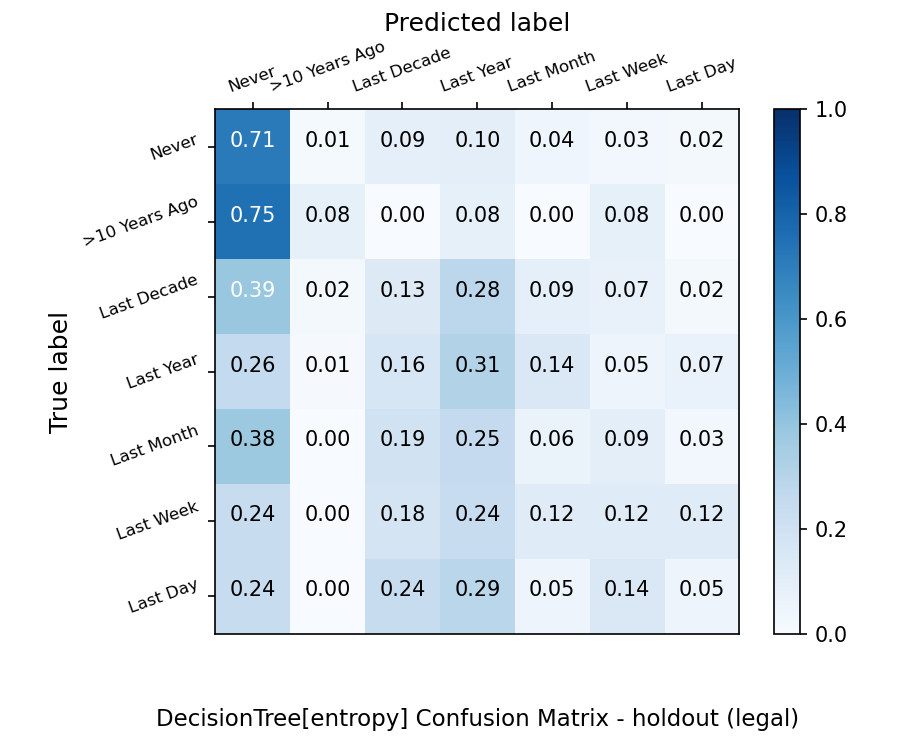 Predicted label
Never >10 Years Ago Last Decade Last Year Last Month Last Week Last Day
True label
Never 0.71 0.01 0.09 0.10 0.04 0.03 0.02
>10 Years Ago 0.75 0.08 0.00 0.08 0.00 0.08 0.00
Last Decade 0.39 0.02 0.13 0.28 0.09 0.07 0.02
Last Year 0.26 0.01 0.16 0.31 0.14 0.05 0.07
Last Month 0.38 0.00 0.19 0.25 0.06 0.09 0.03
Last Week 0.24 0.00 0.18 0.24 0.12 0.12 0.12
Last Day 0.24 0.00 0.24 0.29 0.05 0.14 0.05
1.0
0.8
0.6
0.4
0.2
0.0
DecisionTree[entropy] Confusion Matrix - holdout (legal)